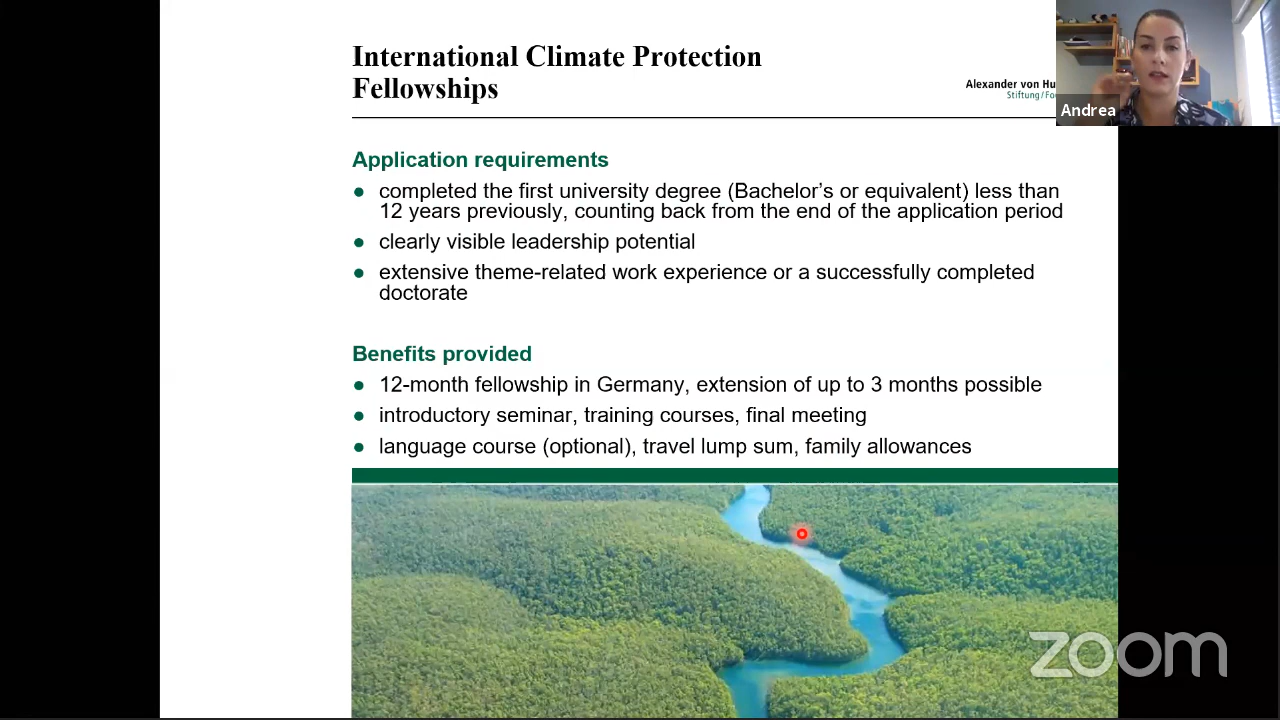 International Climate Protection
Fellowships
Alexander von Hu
Stiftung/Fo
Andrea
Application requirements
completed the first university degree (Bachelor's or equivalent) less than
12 years previously, counting back from the end of the application period
clearly visible leadership potential
extensive theme-related work experience or a successfully completed
doctorate
Benefits provided
12-month fellowship in Germany, extension of up to 3 months possible
introductory seminar, training courses, final meeting
language course (optional), travel lump sum, family allowances
zoom